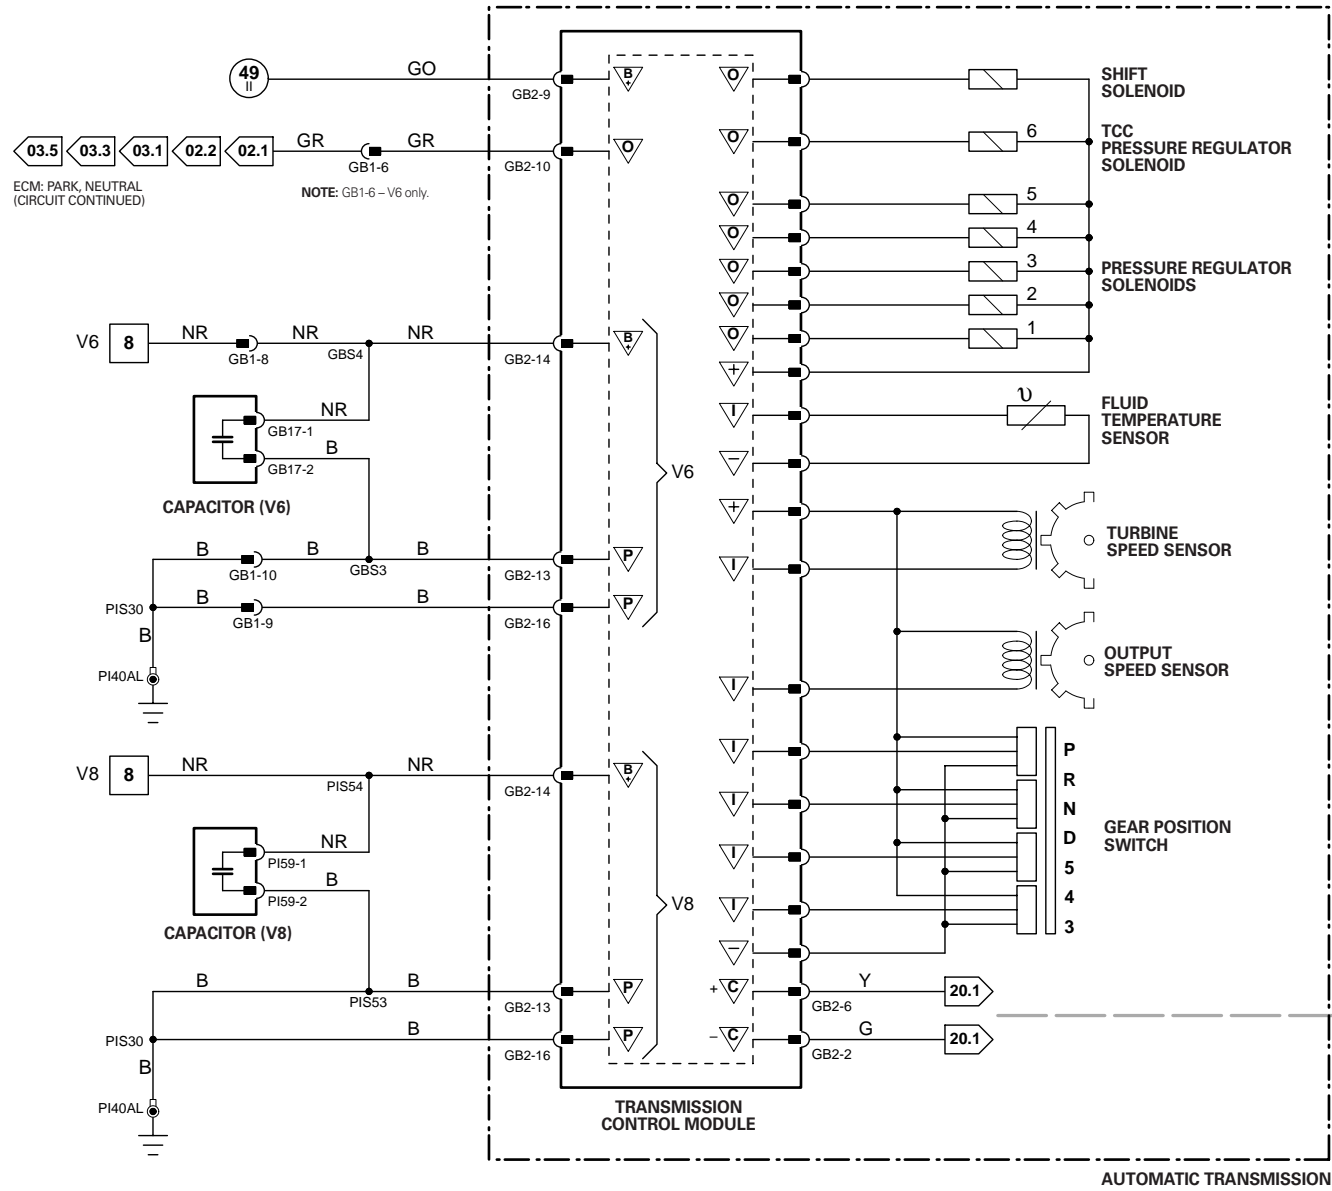 49
II
GO
GB2-9
B
+
O
SHIFT
SOLENOID
03.5 03.3 03.1 02.2 02.1
GR
GR
GB1-6
GB2-10
O
ECM: PARK, NEUTRAL
(CIRCUIT CONTINUED)
NOTE: GB1-6 – V6 only.
O
6
TCC
PRESSURE REGULATOR
SOLENOID
O
5
O
4
O
3
O
2
O
1
PRESSURE REGULATOR
SOLENOIDS
+
V6
8
NR
NR
NR
GB1-8
GBS4
GB2-14
B
+
NR
GB17-1
B
GB17-2
CAPACITOR (V6)
I
υ
FLUID
TEMPERATURE
SENSOR
–
V6
+
I
TURBINE
SPEED SENSOR
B
B
B
GB1-10
GBS3
GB2-13
P
PIS30
B
B
GB1-9
GB2-16
P
B
PI40AL
I
OUTPUT
SPEED SENSOR
V8
8
NR
NR
PIS54
GB2-14
B
+
NR
PI59-1
B
PI59-2
CAPACITOR (V8)
V8
I
I
I
I
–
P
R
N
D
5
4
3
GEAR POSITION
SWITCH
B
B
PIS53
GB2-13
P
+
C
Y
GB2-6
20.1
PIS30
B
GB2-16
P
–
C
G
GB2-2
20.1
B
PI40AL
TRANSMISSION
CONTROL MODULE
AUTOMATIC TRANSMISSION